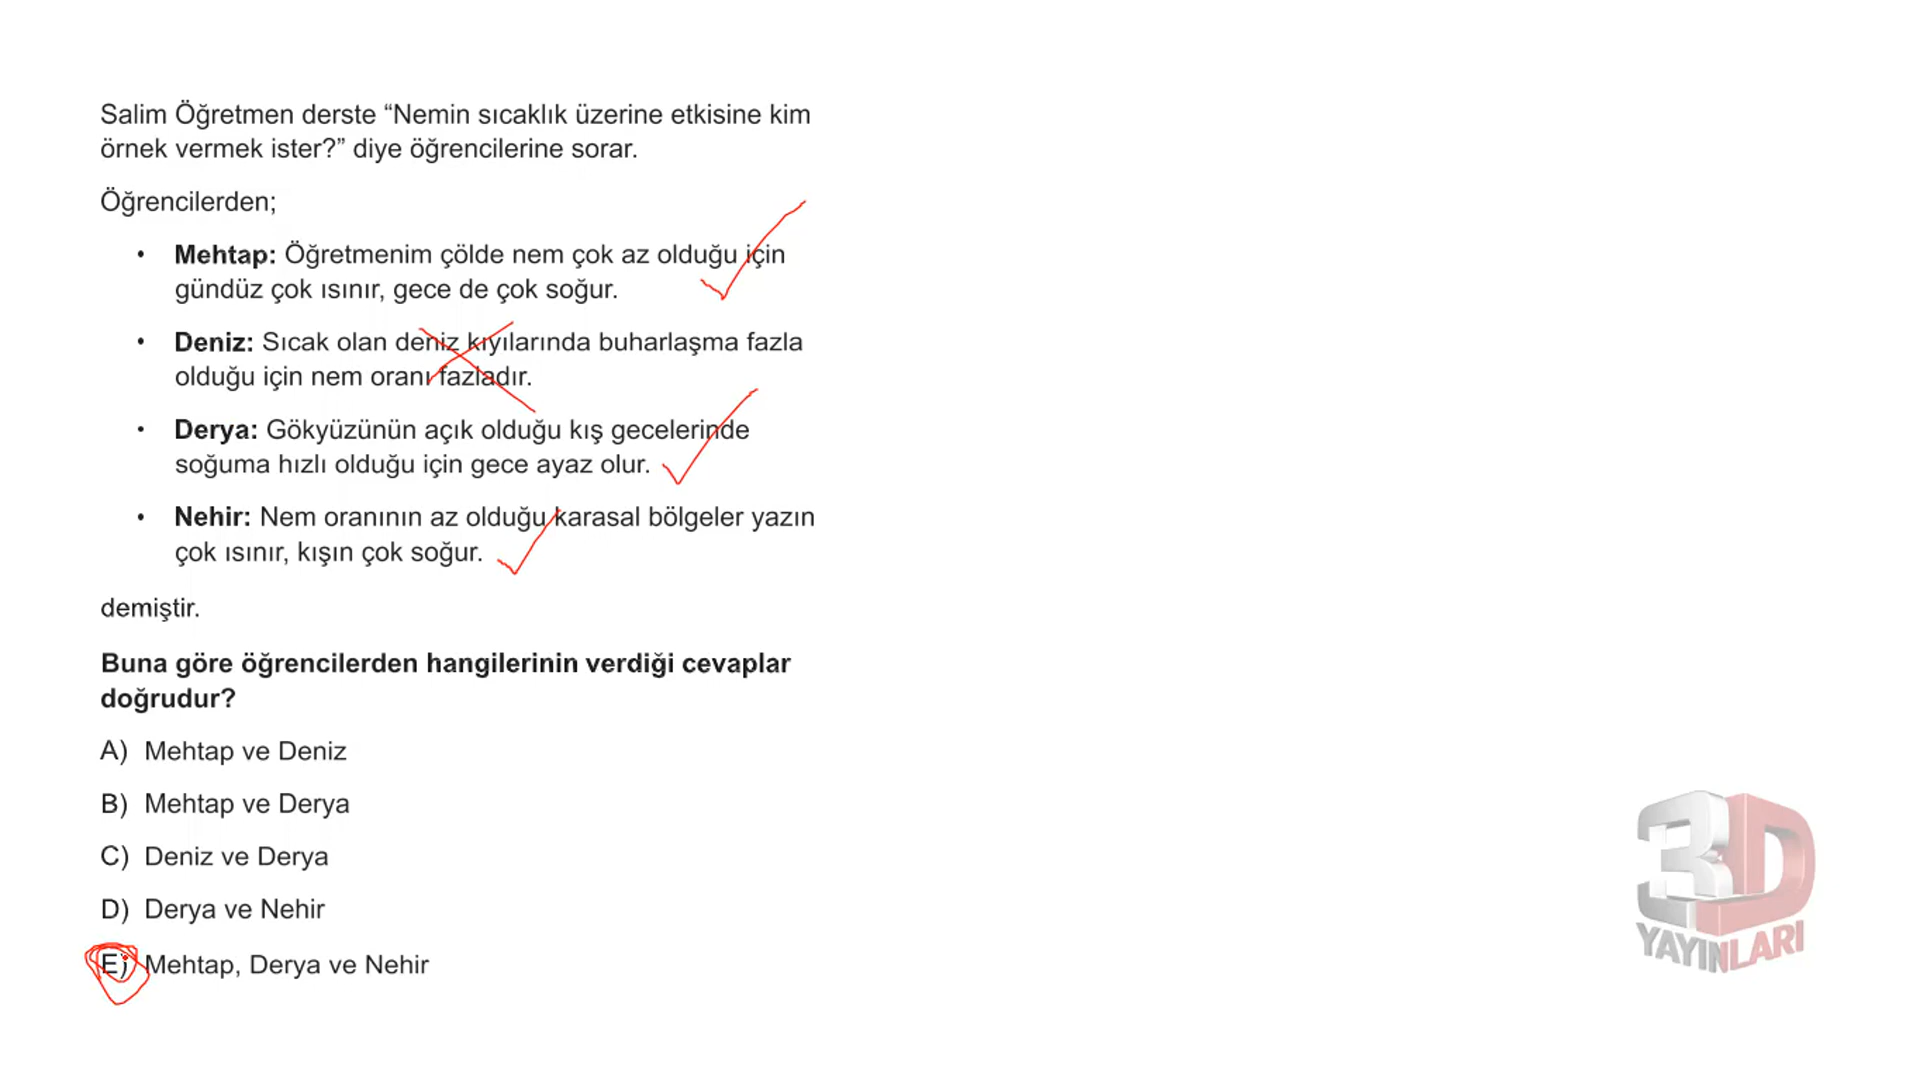 Salim Öğretmen derste “Nemin sıcaklık üzerine etkisine kim
örnek vermek ister?” diye öğrencilerine sorar.
Öğrencilerden;
• Mehtap: Öğretmenim çölde nem çok az olduğu için
gündüz çok ısınır, gece de çok soğur.
• Deniz: Sıcak olan deniz kıyılarında buharlaşma fazla
olduğu için nem oranı fazladır.
• Derya: Gökyüzünün açık olduğu kış gecelerinde
soğuma hızlı olduğu için gece ayaz olur.
• Nehir: Nem oranının az olduğu karasal bölgeler yazın
çok ısınır, kışın çok soğur.
demiştir.
Buna göre öğrencilerden hangilerinin verdiği cevaplar
doğrudur?
A) Mehtap ve Deniz
B) Mehtap ve Derya
C) Deniz ve Derya
D) Derya ve Nehir
E) Mehtap, Derya ve Nehir
3D
YAYINLARI